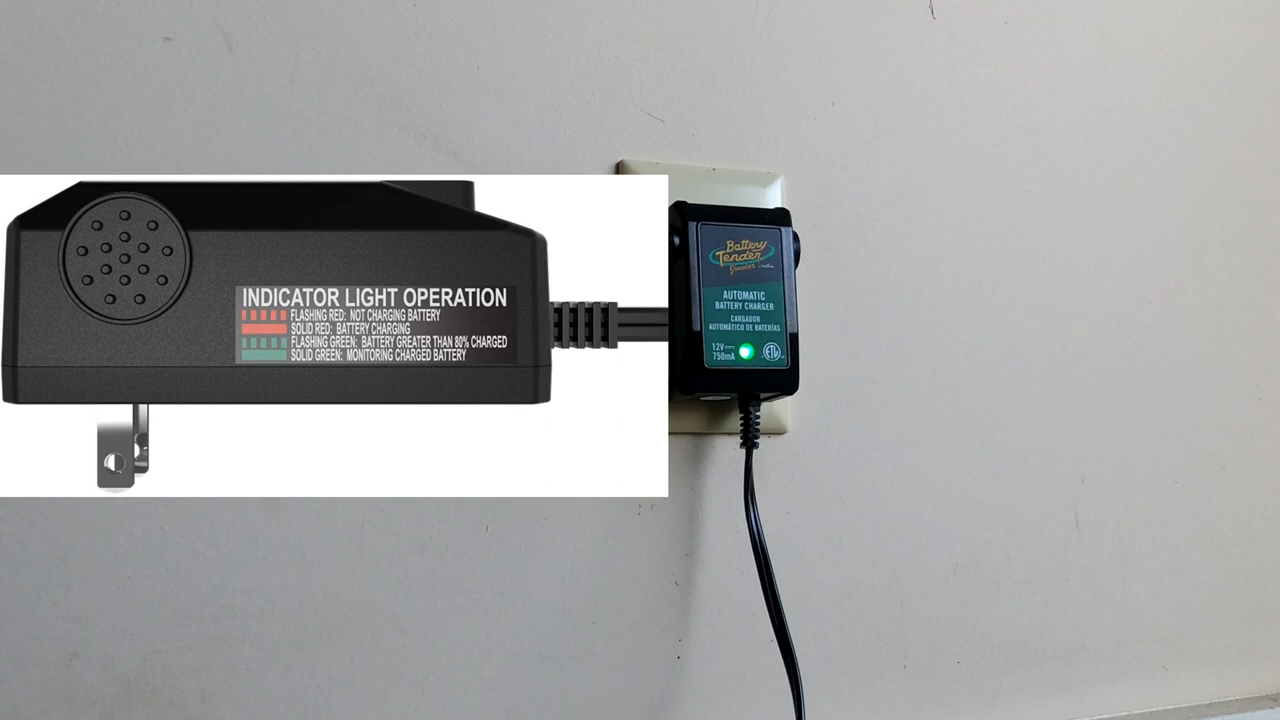 INDICATOR LIGHT OPERATION
FLASHING RED: NOT CHARGING BATTERY
SOLID RED: BATTERY CHARGING
FLASHING GREEN: BATTERY GREATER THAN 80% CHARGED
SOLID GREEN: MONITORING CHARGED BATTERY
Battery
Tender
Junior
AUTOMATIC
BATTERY CHARGER
CARGADOR
AUTOMÁTICO DE BATERÍAS
12V
750mA
ETL